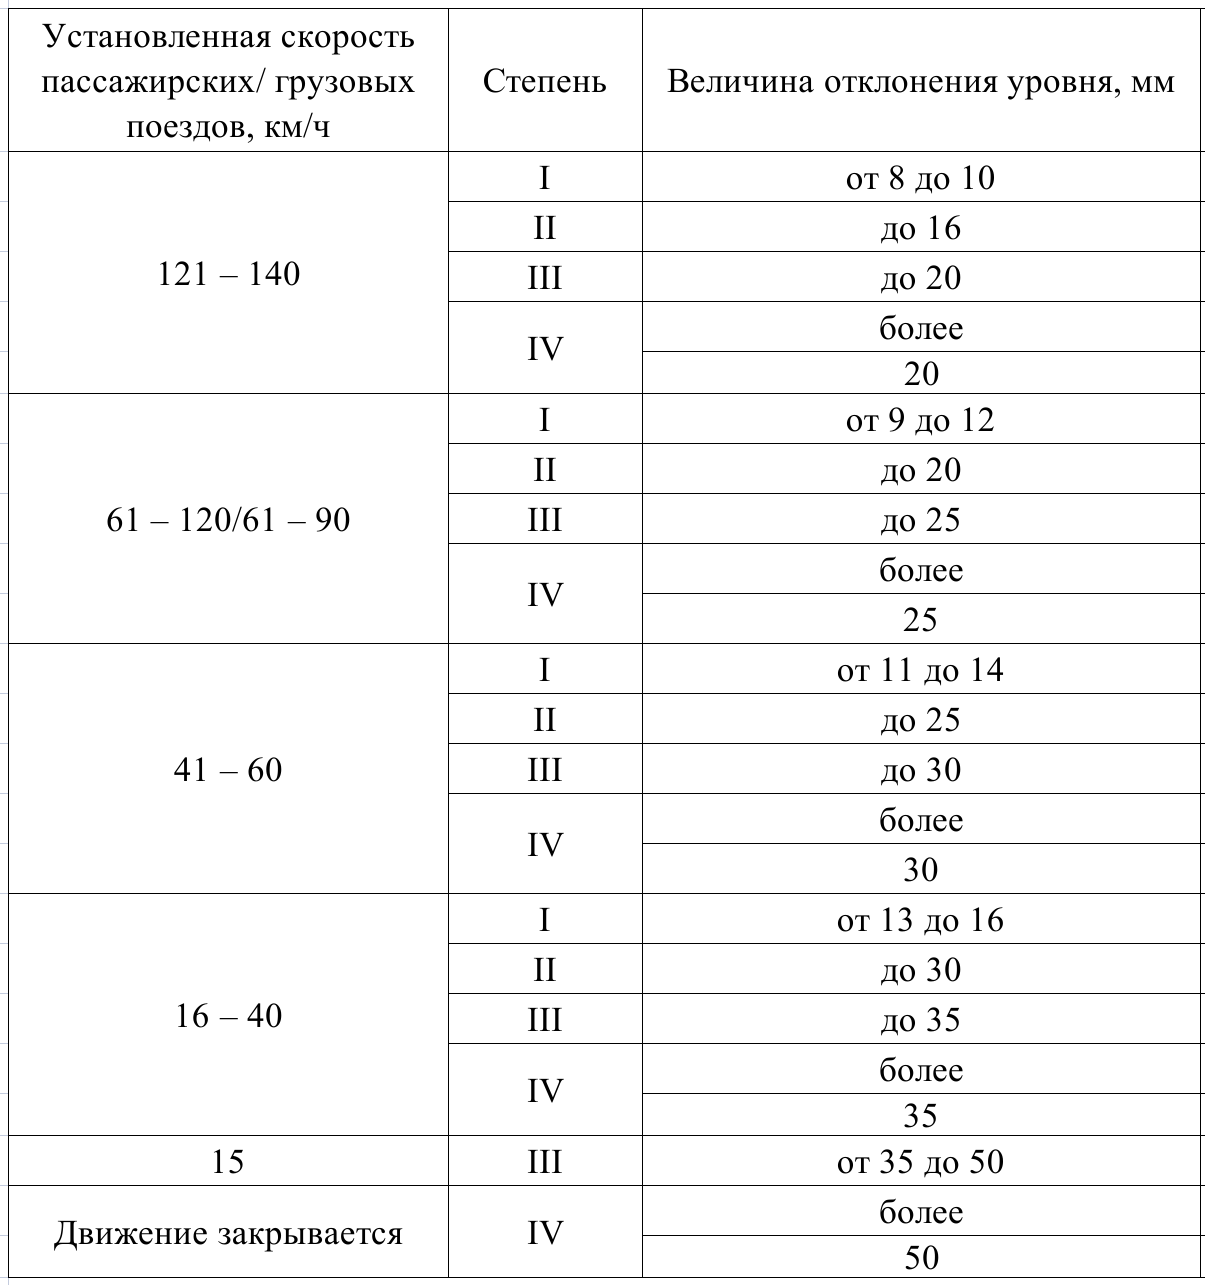 Установленная скорость
пассажирских/ грузовых
поездов, км/ч
Степень
Величина отклонения уровня, мм
121 – 140
I
от 8 до 10
II
до 16
III
до 20
IV
более
20
61 – 120/61 – 90
I
от 9 до 12
II
до 20
III
до 25
IV
более
25
41 – 60
I
от 11 до 14
II
до 25
III
до 30
IV
более
30
16 – 40
I
от 13 до 16
II
до 30
III
до 35
IV
более
35
15
III
от 35 до 50
Движение закрывается
IV
более
50